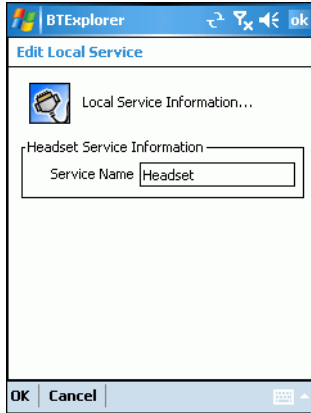 BTExplorer ok
Edit Local Service
Local Service Information...
Headset Service Information
Service Name Headset
OK Cancel